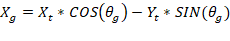 X_g = X_t * COS(θ_g) − Y_t * SIN(θ_g)